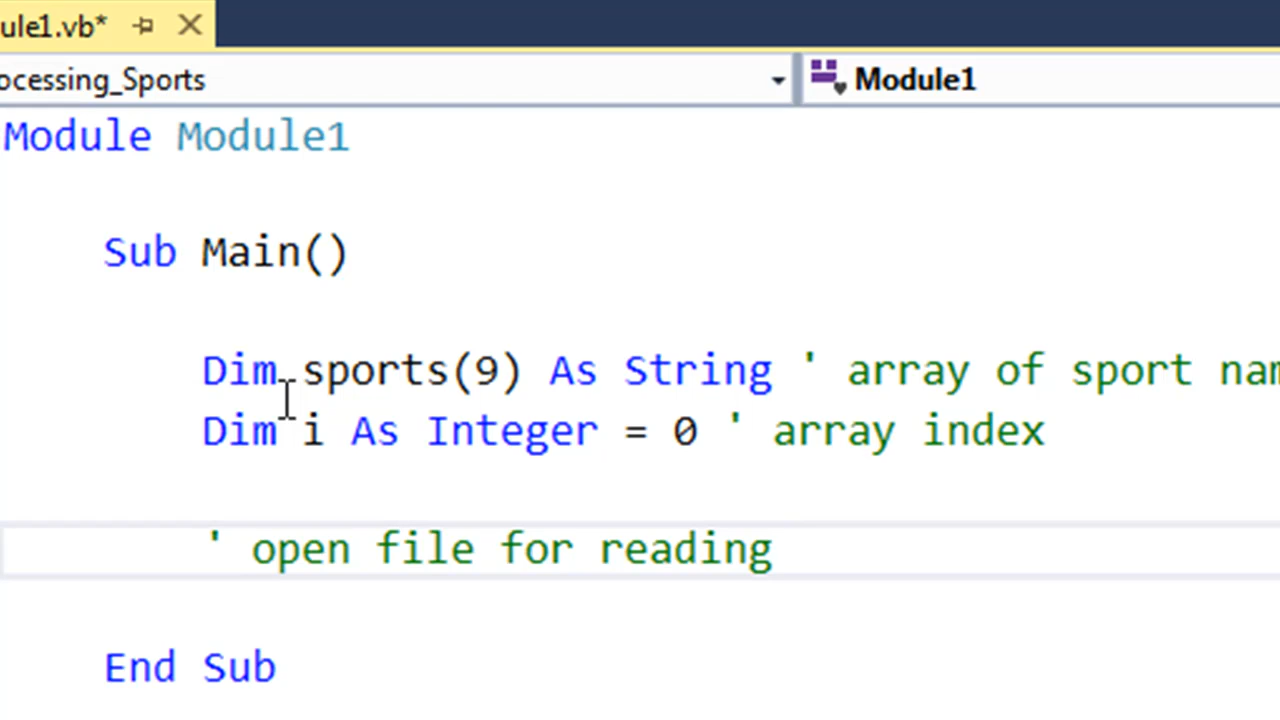 ule1.vb*
ocessing_Sports
Module1
Module Module1
Sub Main()
Dim sports(9) As String ' array of sport nam
Dim i As Integer = 0 ' array index
' open file for reading
End Sub